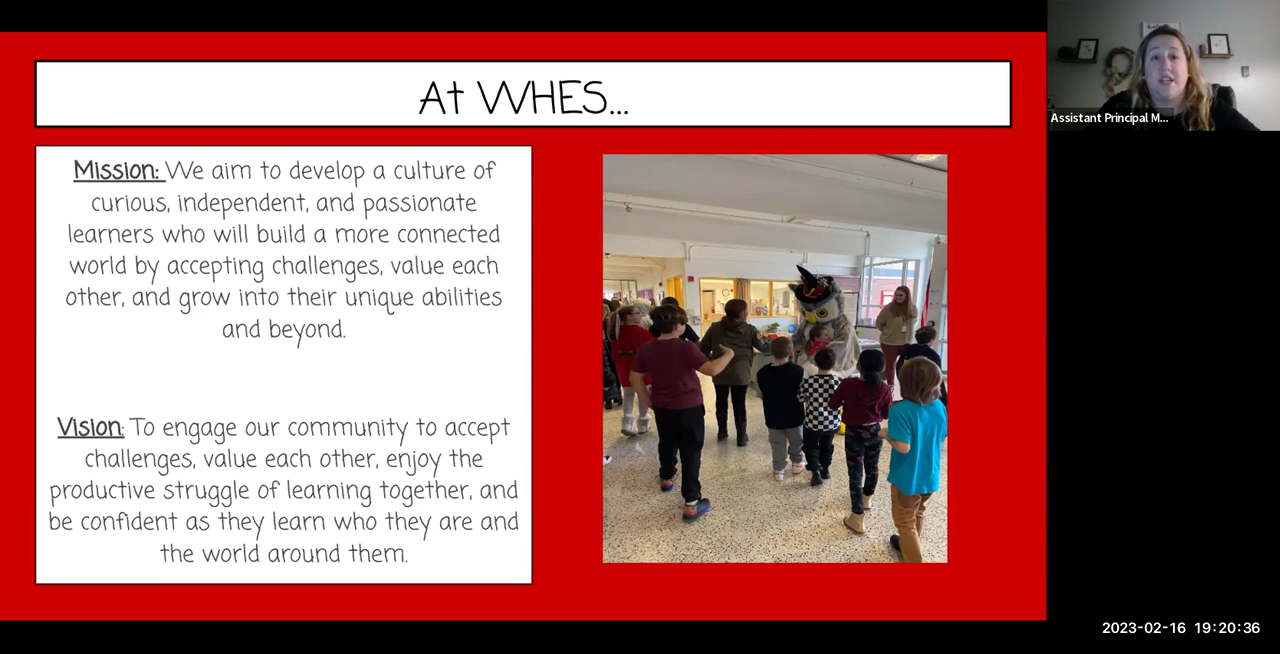 At WHES...
Mission: We aim to develop a culture of
curious, independent, and passionate
learners who will build a more connected
world by accepting challenges, value each
other, and grow into their unique abilities
and beyond.
Vision: To engage our community to accept
challenges, value each other, enjoy the
productive struggle of learning together, and
be confident as they learn who they are and
the world around them.
Assistant Principal M...
2023-02-16 19:20:36